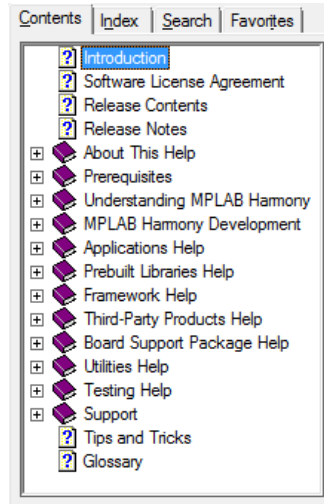 Contents Index Search Favorites
Introduction
Software License Agreement
Release Contents
Release Notes
About This Help
Prerequisites
Understanding MPLAB Harmony
MPLAB Harmony Development
Applications Help
Prebuilt Libraries Help
Framework Help
Third-Party Products Help
Board Support Package Help
Utilities Help
Testing Help
Support
Tips and Tricks
Glossary